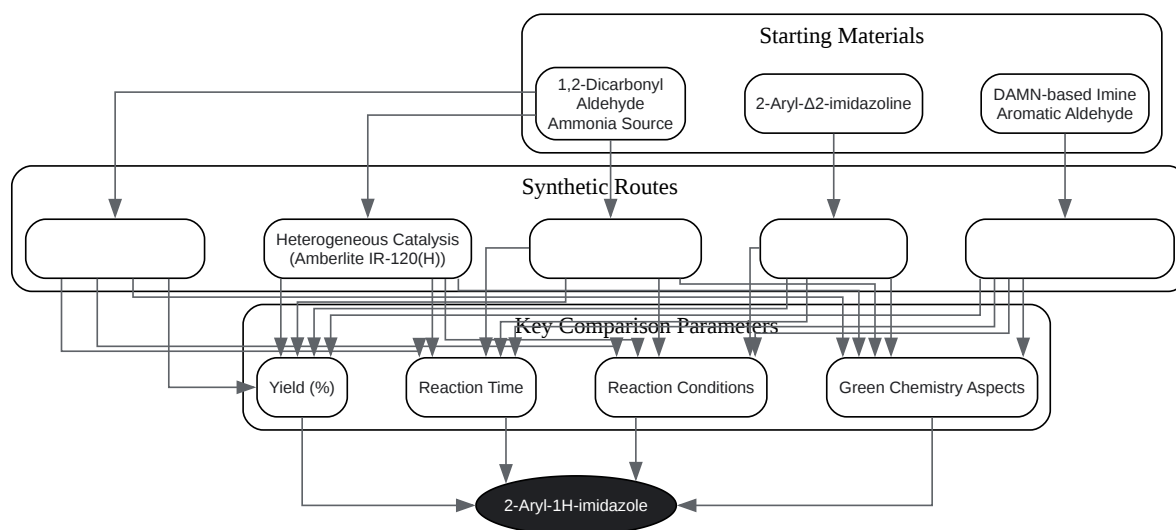 Starting Materials
1,2-Dicarbonyl
Aldehyde
Ammonia Source
2-Aryl-Δ2-imidazoline
DAMN-based Imine
Aromatic Aldehyde
Synthetic Routes
Heterogeneous Catalysis
(Amberlite IR-120(H))
Key Comparison Parameters
Yield (%)
Reaction Time
Reaction Conditions
Green Chemistry Aspects
2-Aryl-1H-imidazole